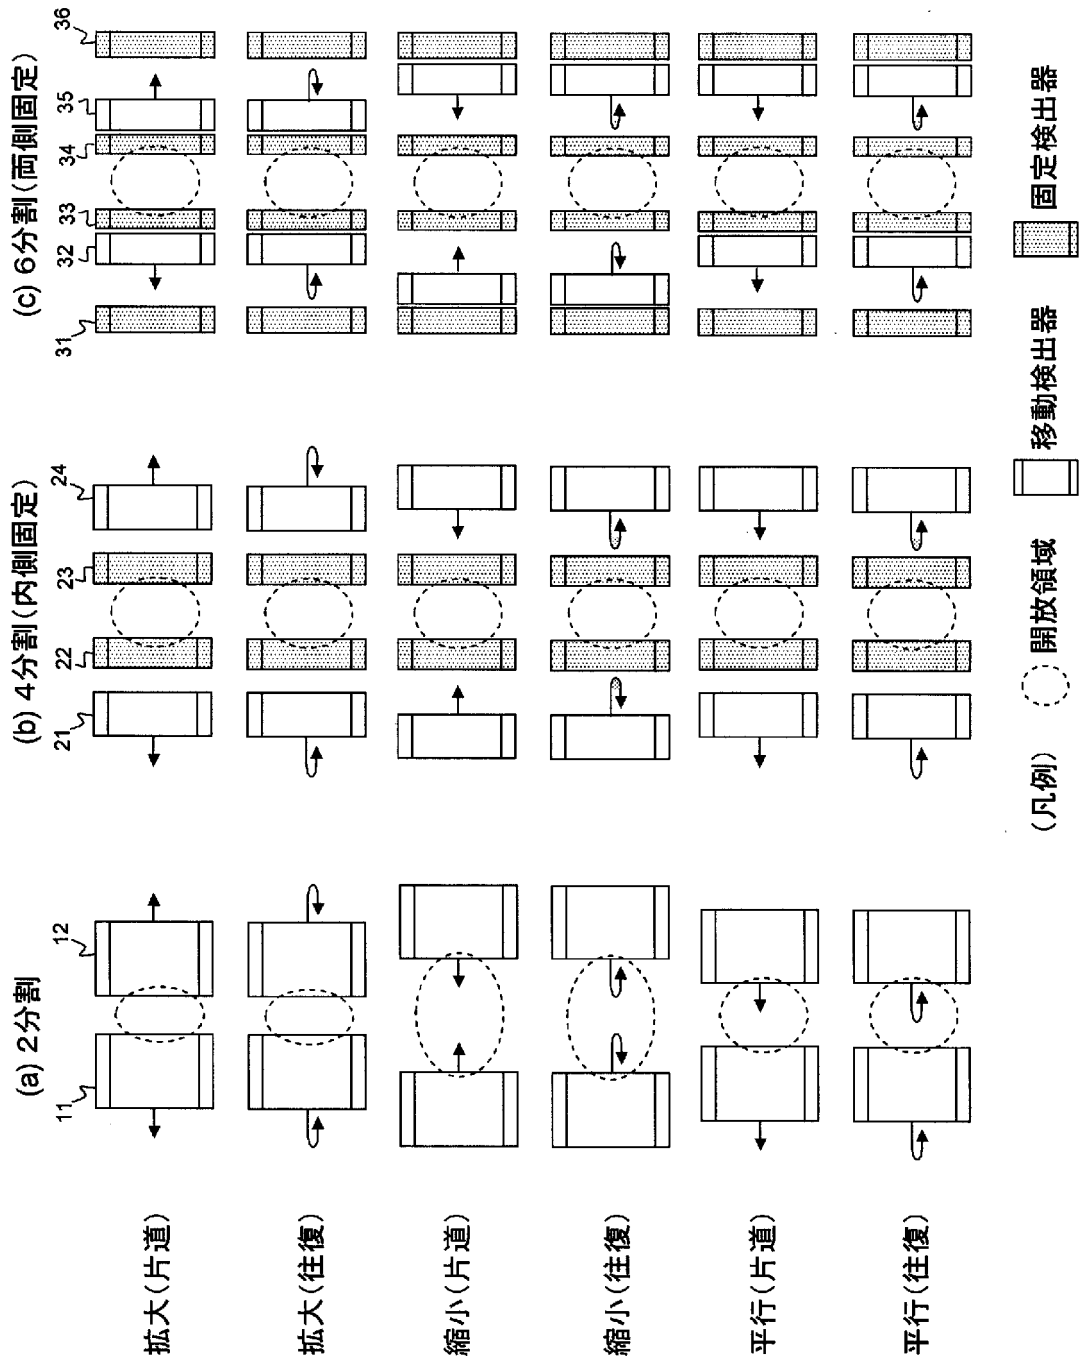 (a) 2分割
(b) 4分割(内側固定)
(c) 6分割(両側固定)
11
12
21
22
23
24
31
32
33
34
35
36
拡大(片道)
拡大(往復)
縮小(片道)
縮小(往復)
平行(片道)
平行(往復)
(凡例)
開放領域
移動検出器
固定検出器